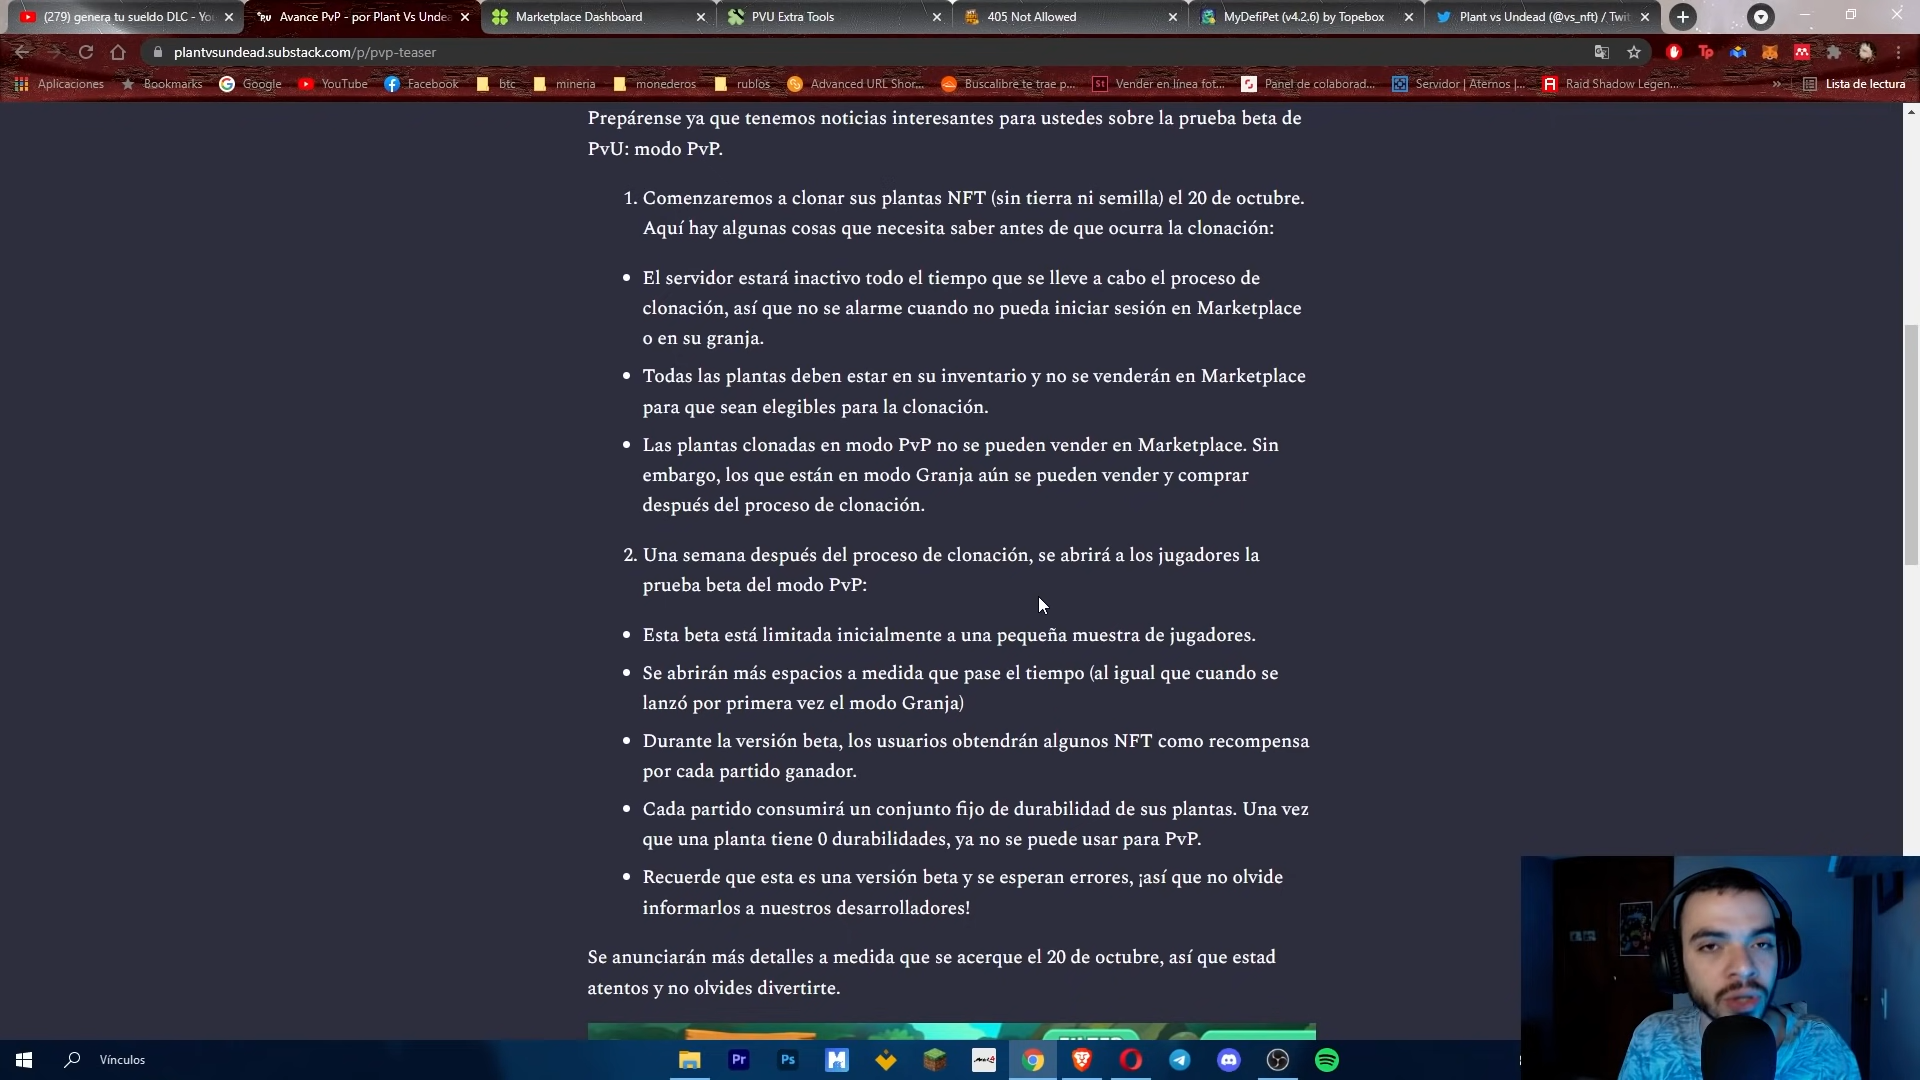 (279) genera tu sueldo DLC - Yo
Avance PvP - por Plant Vs Unde
Marketplace Dashboard
PVU Extra Tools
405 Not Allowed
MyDefiPet (v4.2.6) by Topebox
Plant vs Undead (@vs_nft) / Twit
plantvsundead.substack.com/p/pvp-teaser
Aplicaciones
Bookmarks
Google
YouTube
Facebook
btc
mineria
monederos
rublos
Advanced URL Shor...
Buscalibre te trae p...
Vender en línea fot...
Panel de colaborad...
Servidor | Aternos |...
Raid Shadow Legen...
»
Lista de lectura
Prepárense ya que tenemos noticias interesantes para ustedes sobre la prueba beta de
PvU: modo PvP.
1. Comenzaremos a clonar sus plantas NFT (sin tierra ni semilla) el 20 de octubre.
Aquí hay algunas cosas que necesita saber antes de que ocurra la clonación:
• El servidor estará inactivo todo el tiempo que se lleve a cabo el proceso de
clonación, así que no se alarme cuando no pueda iniciar sesión en Marketplace
o en su granja.
• Todas las plantas deben estar en su inventario y no se venderán en Marketplace
para que sean elegibles para la clonación.
• Las plantas clonadas en modo PvP no se pueden vender en Marketplace. Sin
embargo, los que están en modo Granja aún se pueden vender y comprar
después del proceso de clonación.
2. Una semana después del proceso de clonación, se abrirá a los jugadores la
prueba beta del modo PvP:
• Esta beta está limitada inicialmente a una pequeña muestra de jugadores.
• Se abrirán más espacios a medida que pase el tiempo (al igual que cuando se
lanzó por primera vez el modo Granja)
• Durante la versión beta, los usuarios obtendrán algunos NFT como recompensa
por cada partido ganador.
• Cada partido consumirá un conjunto fijo de durabilidad de sus plantas. Una vez
que una planta tiene 0 durabilidades, ya no se puede usar para PvP.
• Recuerde que esta es una versión beta y se esperan errores, ¡así que no olvide
informarlos a nuestros desarrolladores!
Se anunciarán más detalles a medida que se acerque el 20 de octubre, así que estad
atentos y no olvides divertirte.
Vínculos
Pr
Ps